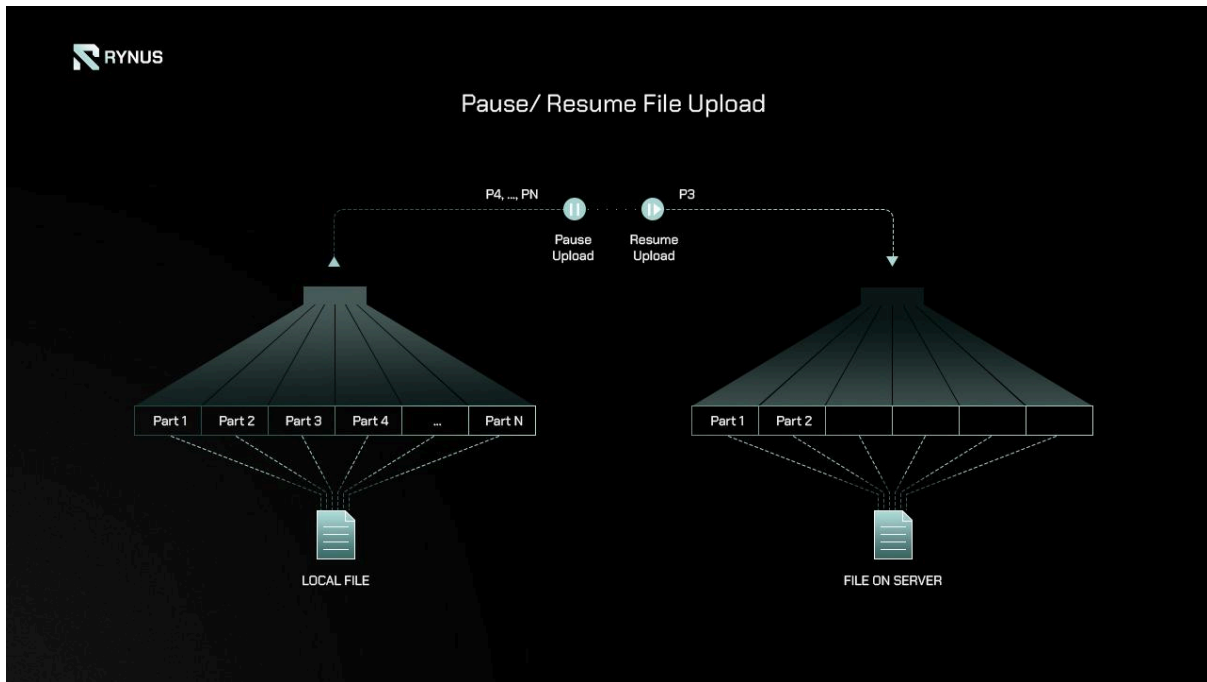 RYNUS
Pause/ Resume File Upload
P4, ..., PN
P3
Pause
Upload
Resume
Upload
Part 1 Part 2 Part 3 Part 4 ... Part N
Part 1 Part 2
LOCAL FILE
FILE ON SERVER